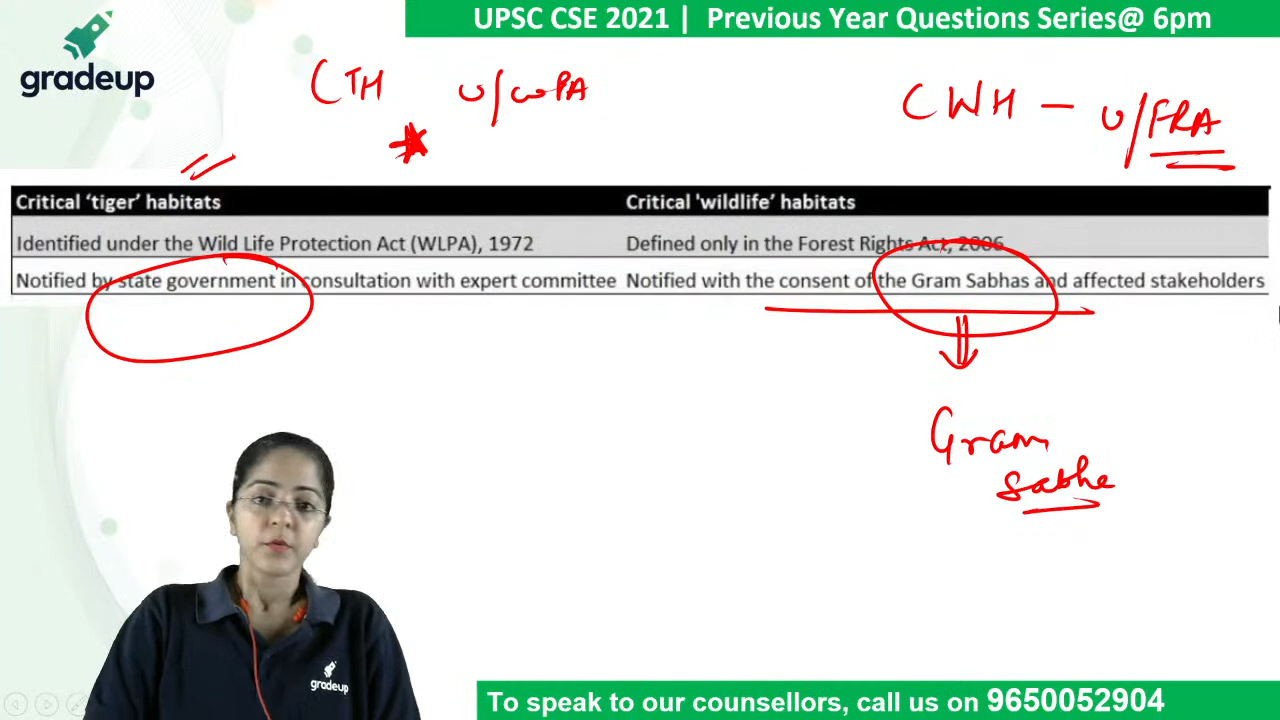 UPSC CSE 2021 | Previous Year Questions Series@ 6pm
gradeup
CTH u/WPA
CWH - u/FRA
Critical ‘tiger’ habitats Critical 'wildlife’ habitats
Identified under the Wild Life Protection Act (WLPA), 1972 Defined only in the Forest Rights Act, 2006
Notified by state government in consultation with expert committee Notified with the consent of the Gram Sabhas and affected stakeholders
Gram
Sabha
gradeup
To speak to our counsellors, call us on 9650052904